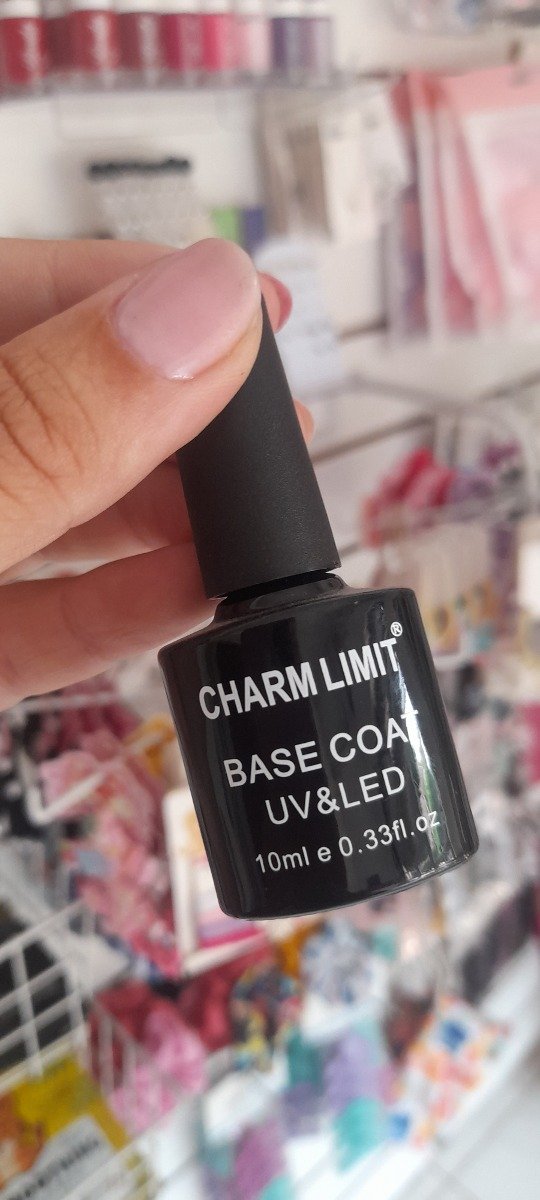 CHARM LIMIT®
BASE COAT
UV&LED
10ml e 0.33fl.oz